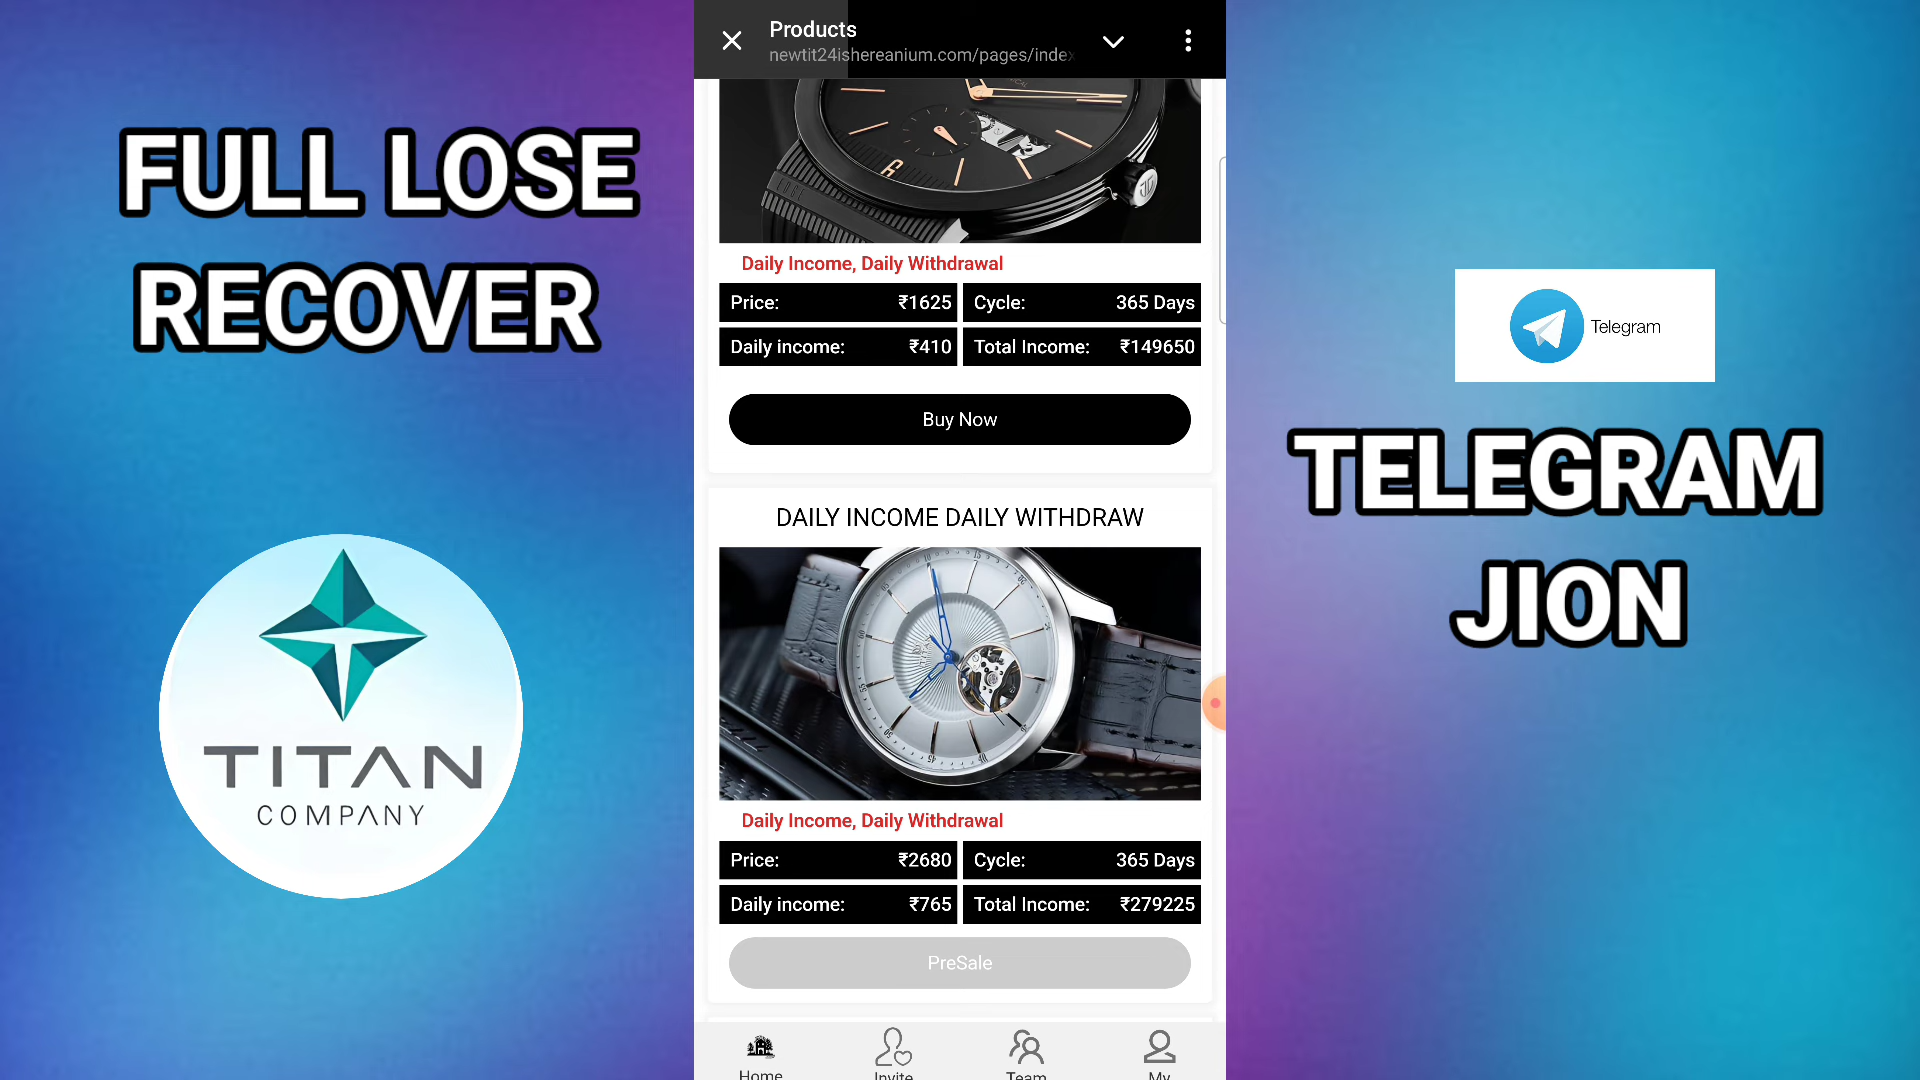 FULL LOSE
RECOVER
TITAN
COMPANY
Products
newtit24ishereanium.com/pages/index
Daily Income, Daily Withdrawal
Price: ₹1625 Cycle: 365 Days
Daily income: ₹410 Total Income: ₹149650
Buy Now
DAILY INCOME DAILY WITHDRAW
TITAN
Daily Income, Daily Withdrawal
Price: ₹2680 Cycle: 365 Days
Daily income: ₹765 Total Income: ₹279225
PreSale
Home Invite Team My
Telegram
TELEGRAM
JION